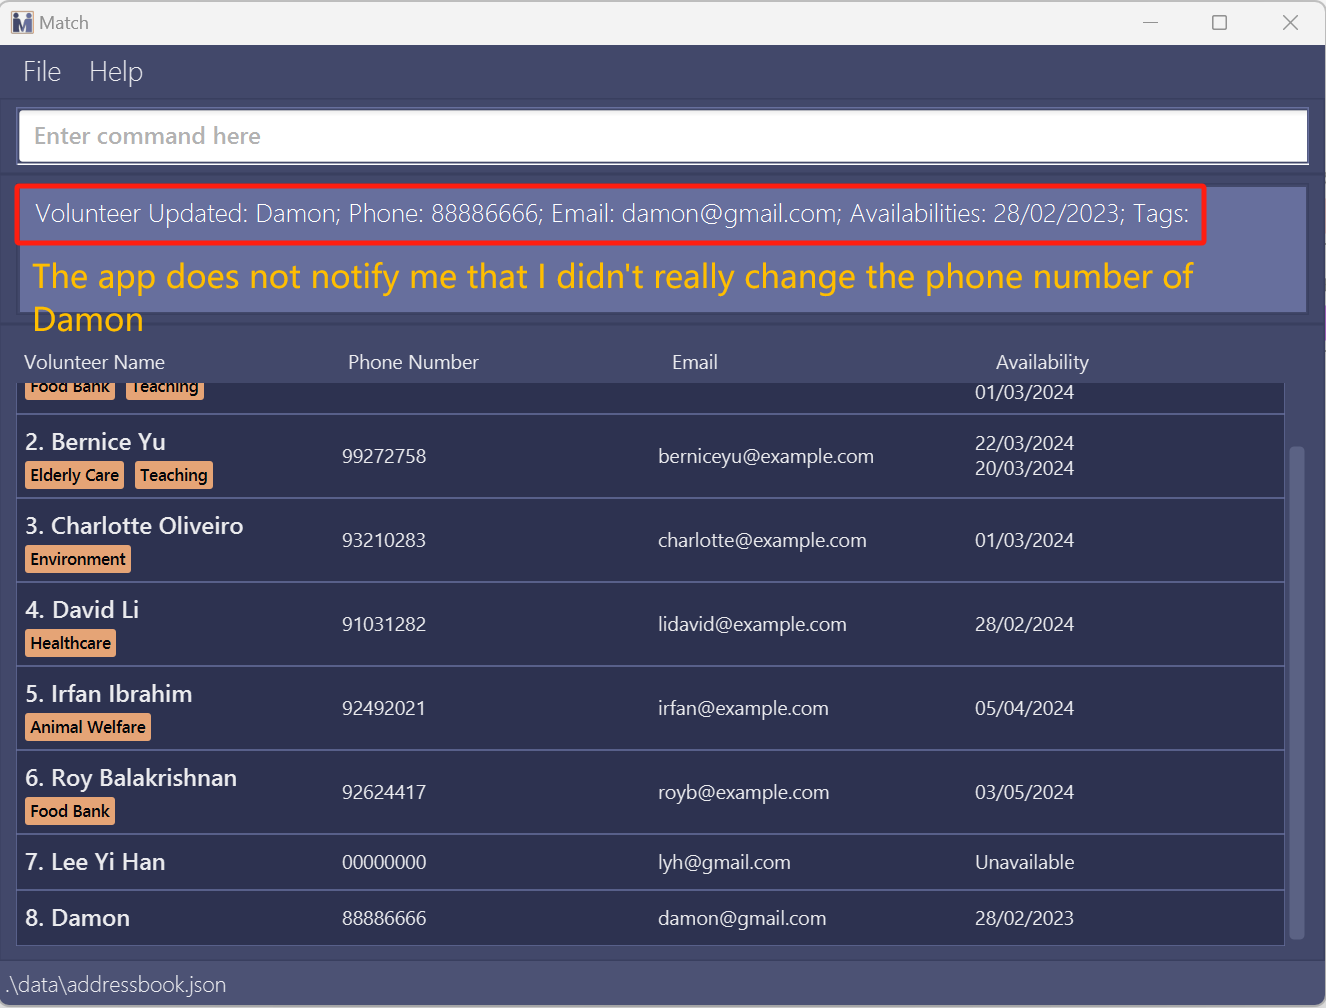 Match
File Help
Enter command here
Volunteer Updated: Damon; Phone: 88886666; Email: damon@gmail.com; Availabilities: 28/02/2023; Tags:
The app does not notify me that I didn't really change the phone number of
Damon
Volunteer Name Phone Number Email Availability
Food Bank Teaching 01/03/2024
2. Bernice Yu 99272758 berniceyu@example.com 22/03/2024
Elderly Care Teaching 20/03/2024
3. Charlotte Oliveiro 93210283 charlotte@example.com 01/03/2024
Environment
4. David Li 91031282 lidavid@example.com 28/02/2024
Healthcare
5. Irfan Ibrahim 92492021 irfan@example.com 05/04/2024
Animal Welfare
6. Roy Balakrishnan 92624417 royb@example.com 03/05/2024
Food Bank
7. Lee Yi Han 00000000 lyh@gmail.com Unavailable
8. Damon 88886666 damon@gmail.com 28/02/2023
.\data\addressbook.json